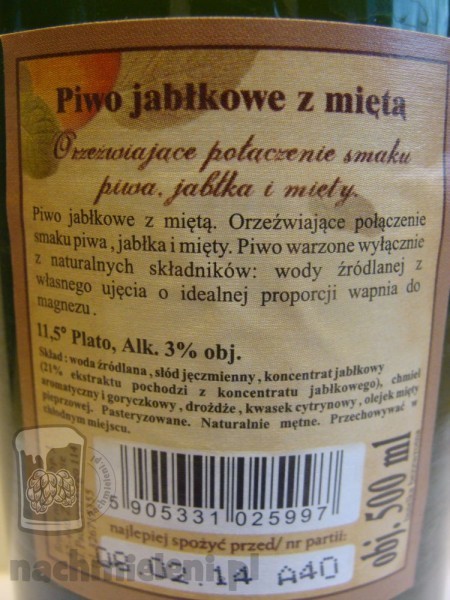 Piwo jabłkowe z miętą
Orzeźwiające połączenie smaku
piwa, jabłka i mięty.
Piwo jabłkowe z miętą. Orzeźwiające połączenie
smaku piwa , jabłka i mięty. Piwo warzone wyłącznie
z naturalnych składników: wody źródlanej z
własnego ujęcia o idealnej proporcji wapnia do
magnezu .
11,5° Plato, Alk. 3% obj.
Skład : woda źródlana , słód jęczmienny , koncentrat jabłkowy
(21% ekstraktu pochodzi z koncentratu jabłkowego), chmiel
aromatyczny i goryczkowy , drożdże , kwasek cytrynowy , olejek mięty
pieprzowej. Pasteryzowane. Naturalnie mętne. Przechowywać w
chłodnym miejscu.
5 905331 025997
obj. 500 ml
najlepiej spożyć przed/ nr partii:
09.02.14 A40
nachmieleni.pl